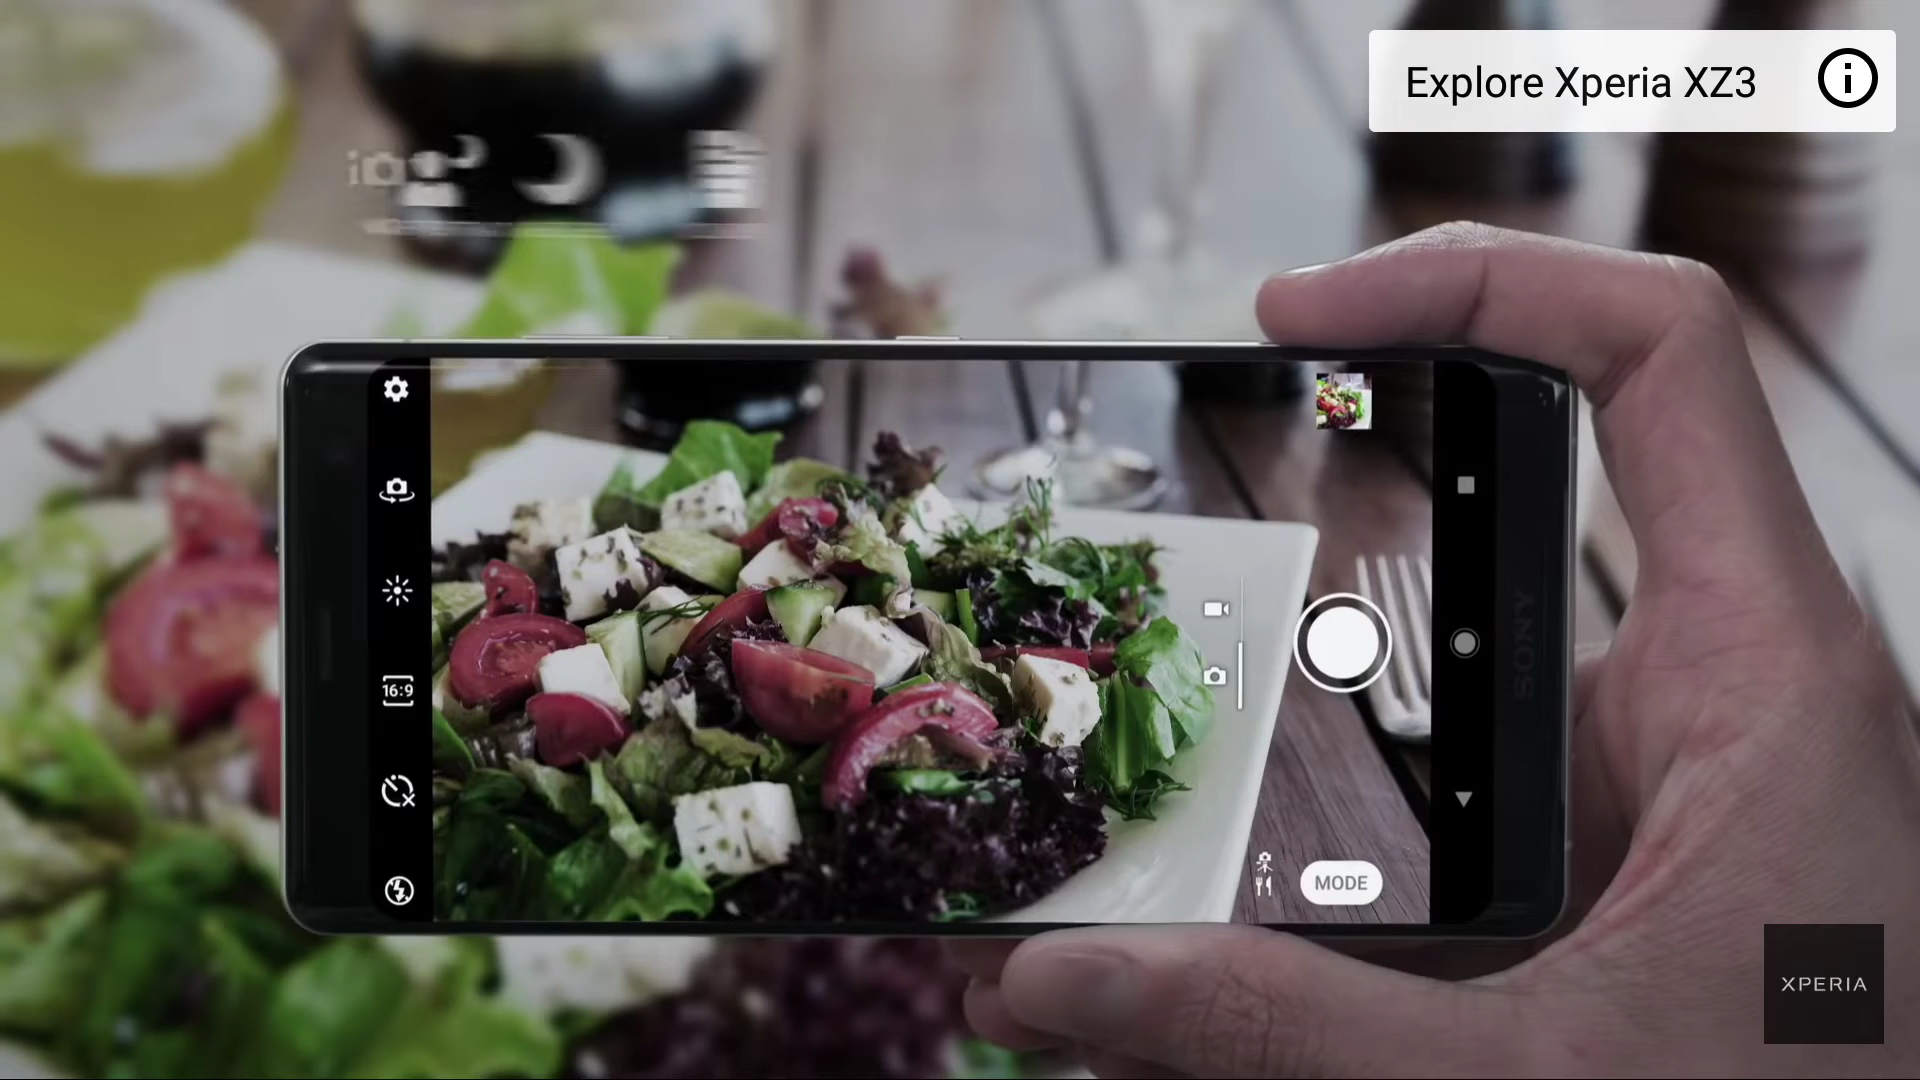 Explore Xperia XZ3
16:9
SONY
MODE
XPERIA